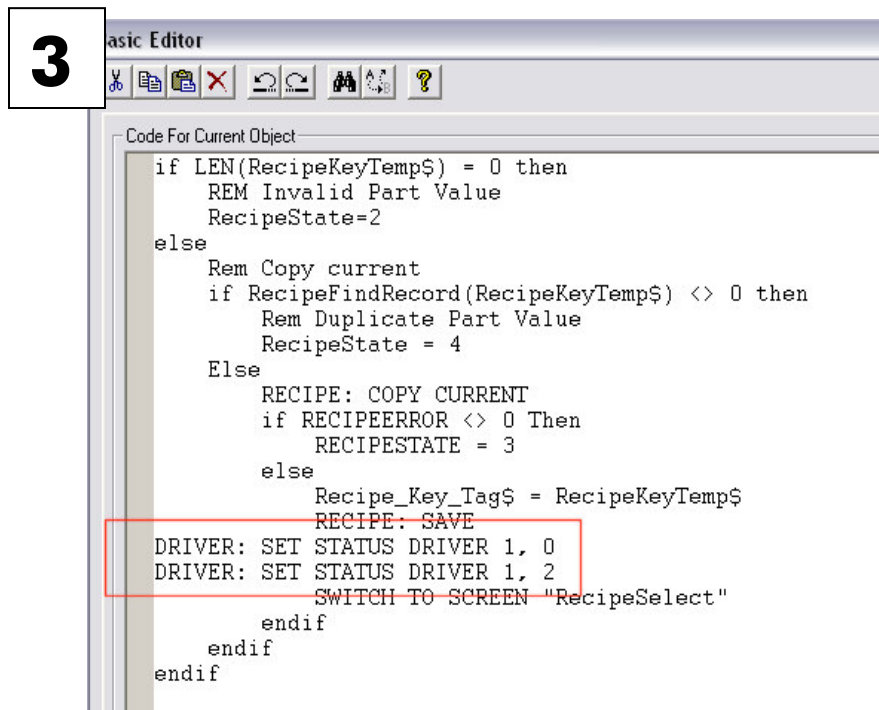 3
asic Editor
Code For Current Object
if LEN(RecipeKeyTemp$) = 0 then
REM Invalid Part Value
RecipeState=2
else
Rem Copy current
if RecipeFindRecord(RecipeKeyTemp$) <> 0 then
Rem Duplicate Part Value
RecipeState = 4
Else
RECIPE: COPY CURRENT
if RECIPEERROR <> 0 Then
RECIPESTATE = 3
else
Recipe_Key_Tag$ = RecipeKeyTemp$
RECIPE: SAVE
DRIVER: SET STATUS DRIVER 1, 0
DRIVER: SET STATUS DRIVER 1, 2
SWITCH TO SCREEN "RecipeSelect"
endif
endif
endif